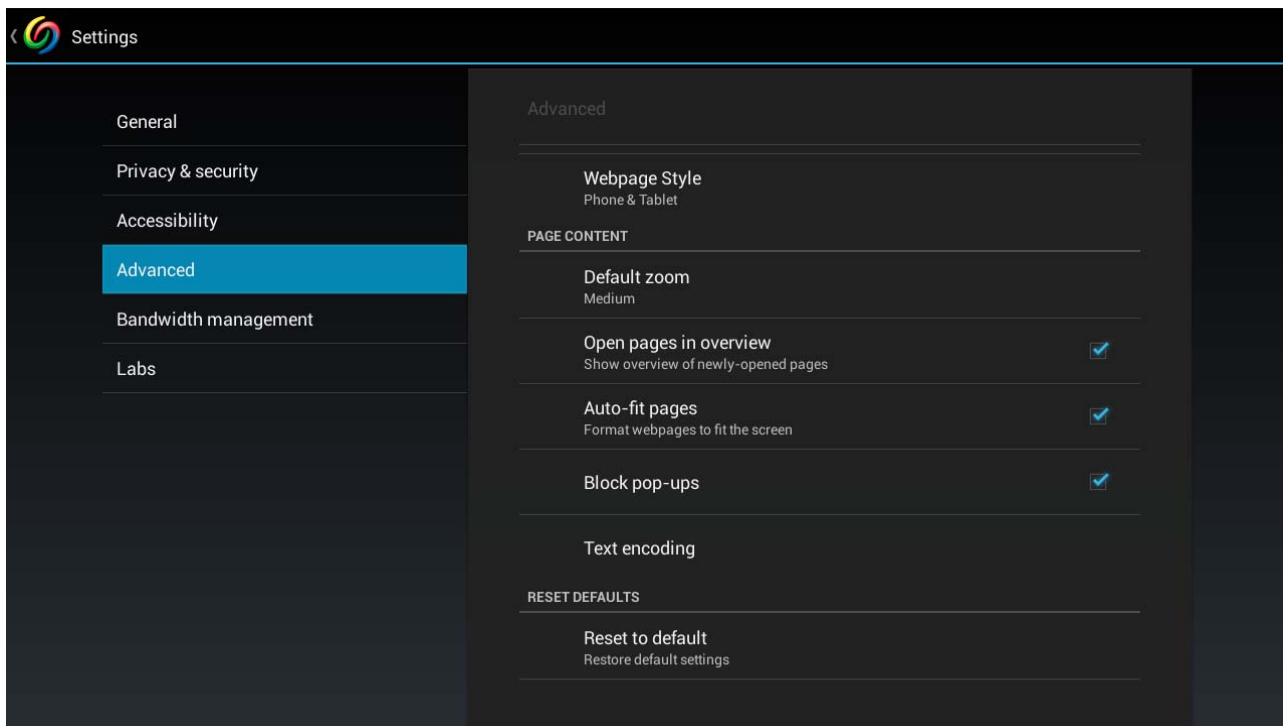 Settings
General
Privacy & security
Accessibility
Advanced
Bandwidth management
Labs
Advanced
Webpage Style
Phone & Tablet
PAGE CONTENT
Default zoom
Medium
Open pages in overview
Show overview of newly-opened pages
Auto-fit pages
Format webpages to fit the screen
Block pop-ups
Text encoding
RESET DEFAULTS
Reset to default
Restore default settings